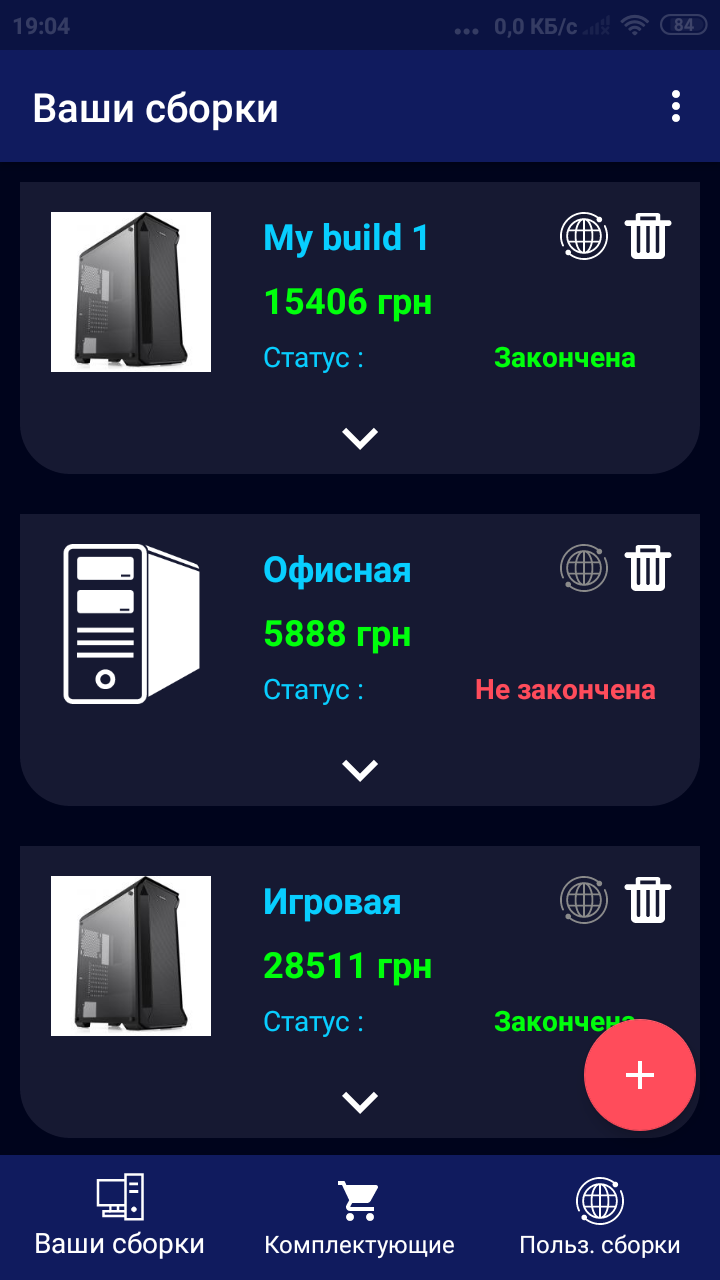 19:04
... 0,0 КБ/с 84
Ваши сборки
My build 1
15406 грн
Статус : Закончена
Офисная
5888 грн
Статус : Не закончена
Игровая
28511 грн
Статус : Закончена
Ваши сборки
Комплектующие
Польз. сборки